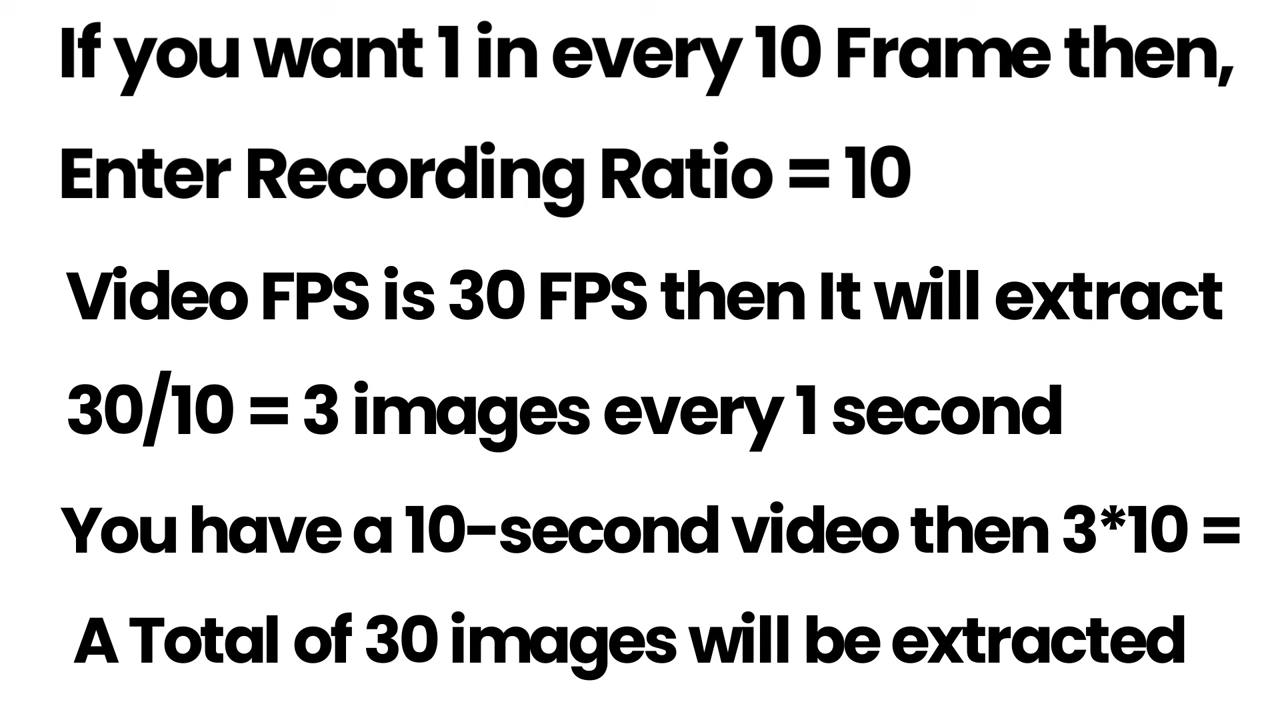 If you want 1 in every 10 Frame then,
Enter Recording Ratio = 10
Video FPS is 30 FPS then It will extract
30/10 = 3 images every 1 second
You have a 10-second video then 3*10 =
A Total of 30 images will be extracted